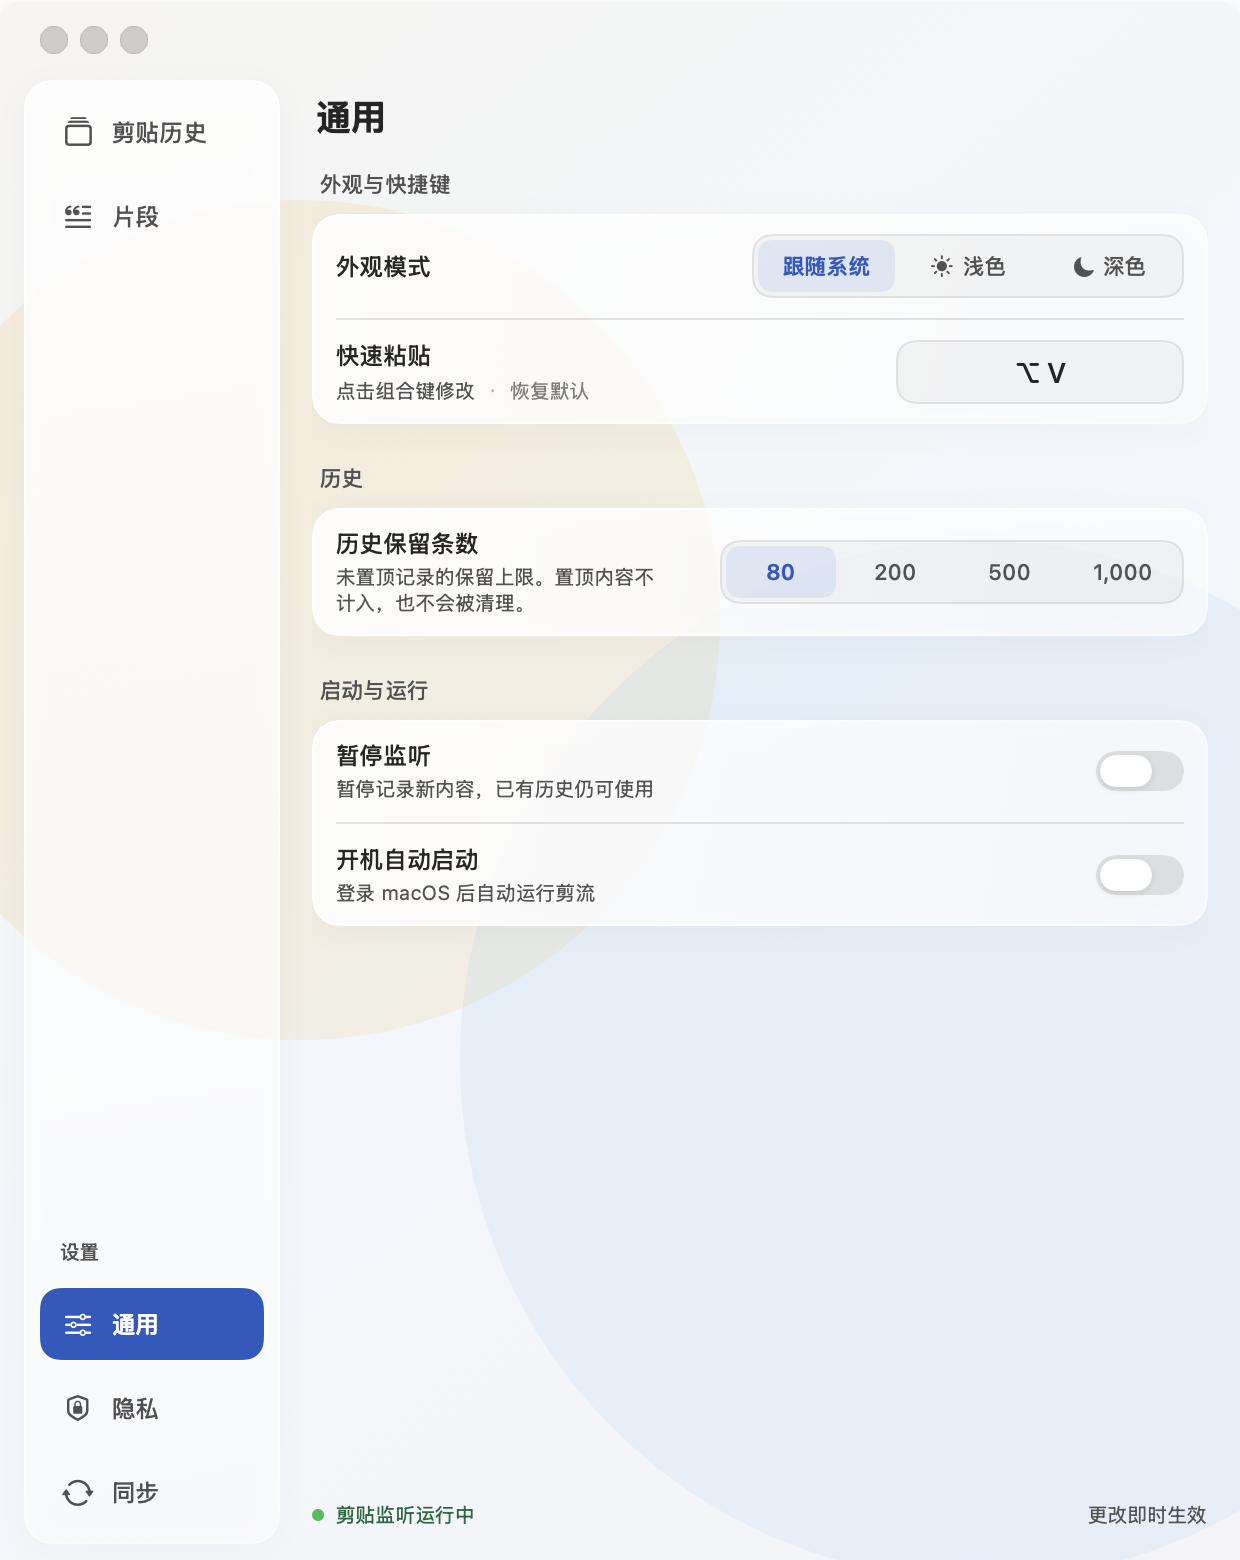 剪贴历史
片段
设置
通用
隐私
同步
通用
外观与快捷键
外观模式
跟随系统 浅色 深色
快速粘贴
点击组合键修改 · 恢复默认
⌥ V
历史
历史保留条数
未置顶记录的保留上限。置顶内容不
计入，也不会被清理。
80 200 500 1,000
启动与运行
暂停监听
暂停记录新内容，已有历史仍可使用
开机自动启动
登录 macOS 后自动运行剪流
剪贴监听运行中
更改即时生效